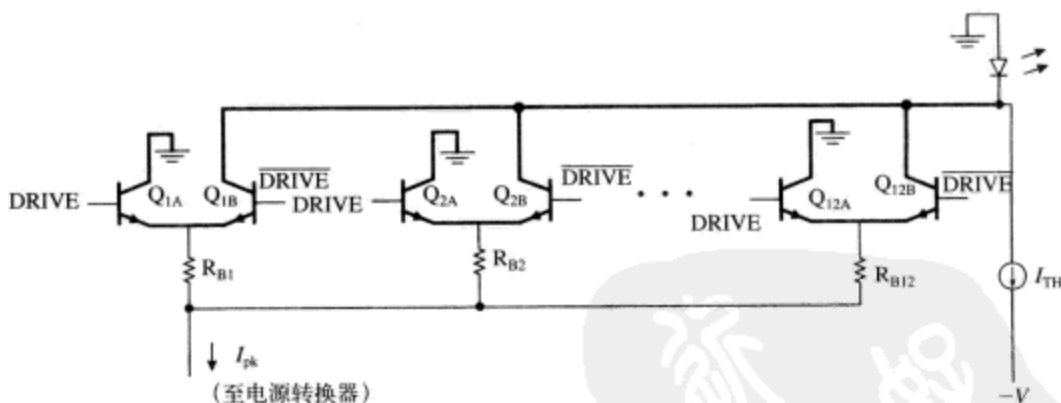 DRIVE
Q1A
Q1B
DRIVE
DRIVE
Q2A
Q2B
DRIVE
• • •
DRIVE
Q12A
Q12B
DRIVE
RB1
RB2
RB12
ITH
Ipk
(至电源转换器)
−V